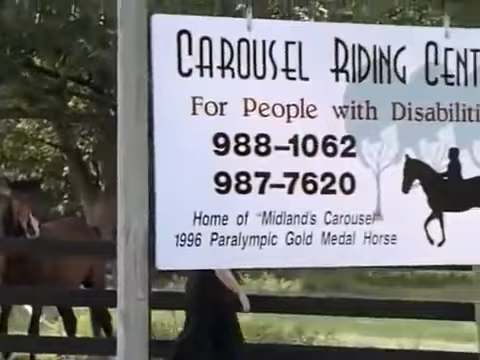 CAROUSEL RIDING CENT
For People with Disabiliti
988-1062
987-7620
Home of "Midland's Carousel"
1996 Paralympic Gold Medal Horse